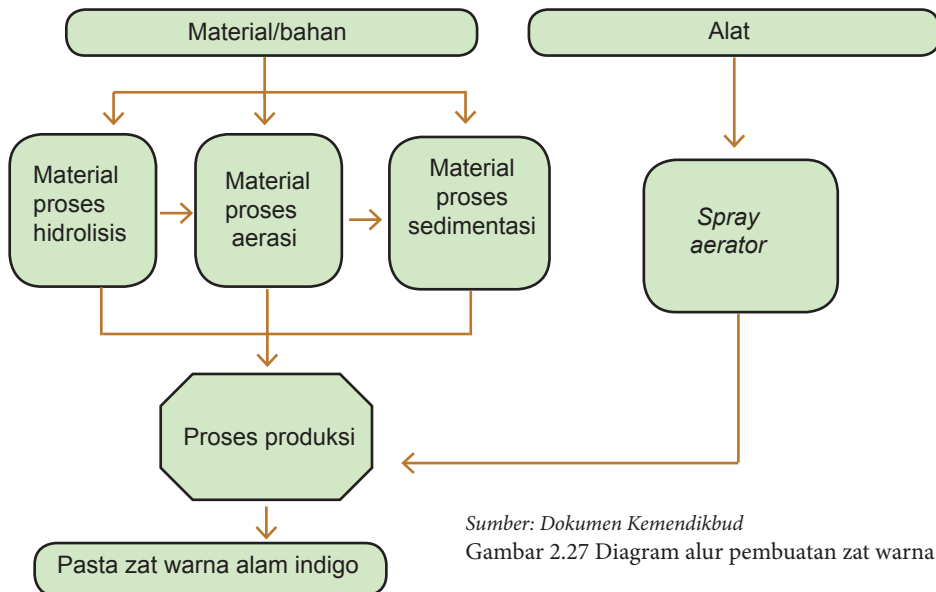 Material/bahan
Alat
Material
proses
hidrolisis
Material
proses
aerasi
Material
proses
sedimentasi
Spray
aerator
Proses produksi
Pasta zat warna alam indigo
Sumber: Dokumen Kemendikbud
Gambar 2.27 Diagram alur pembuatan zat warna